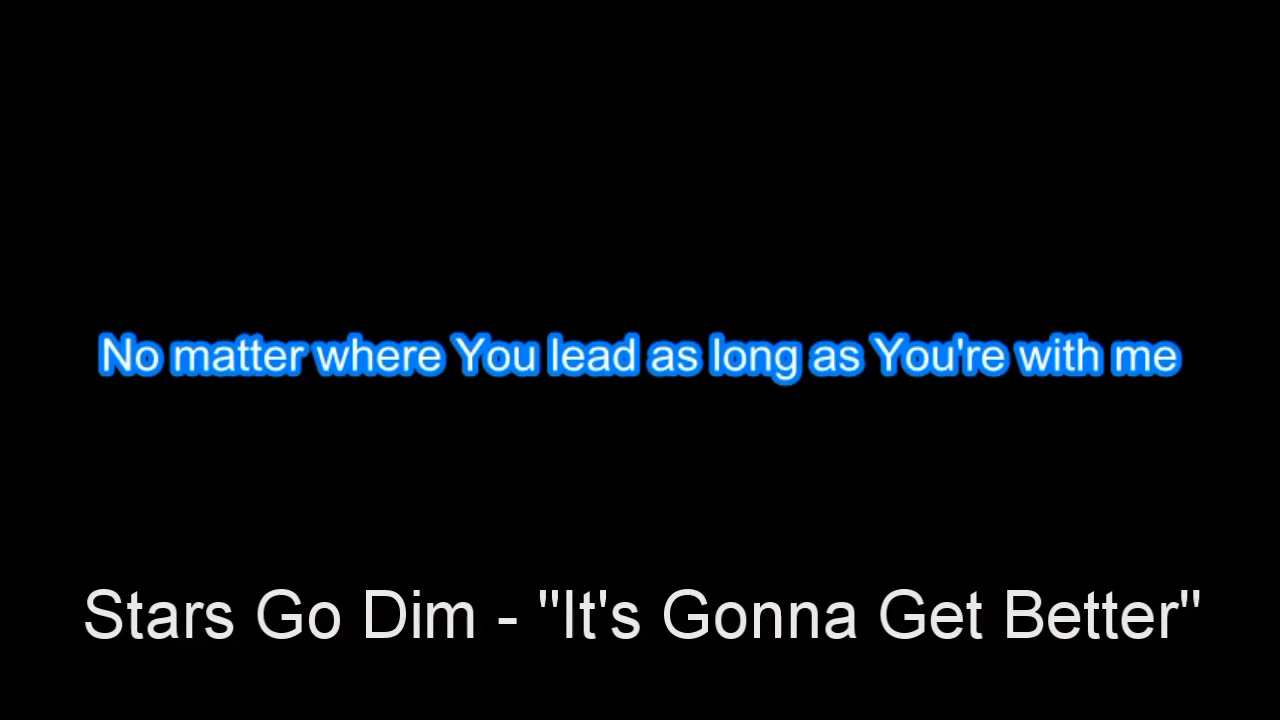 No matter where You lead as long as You're with me
Stars Go Dim - "It's Gonna Get Better"